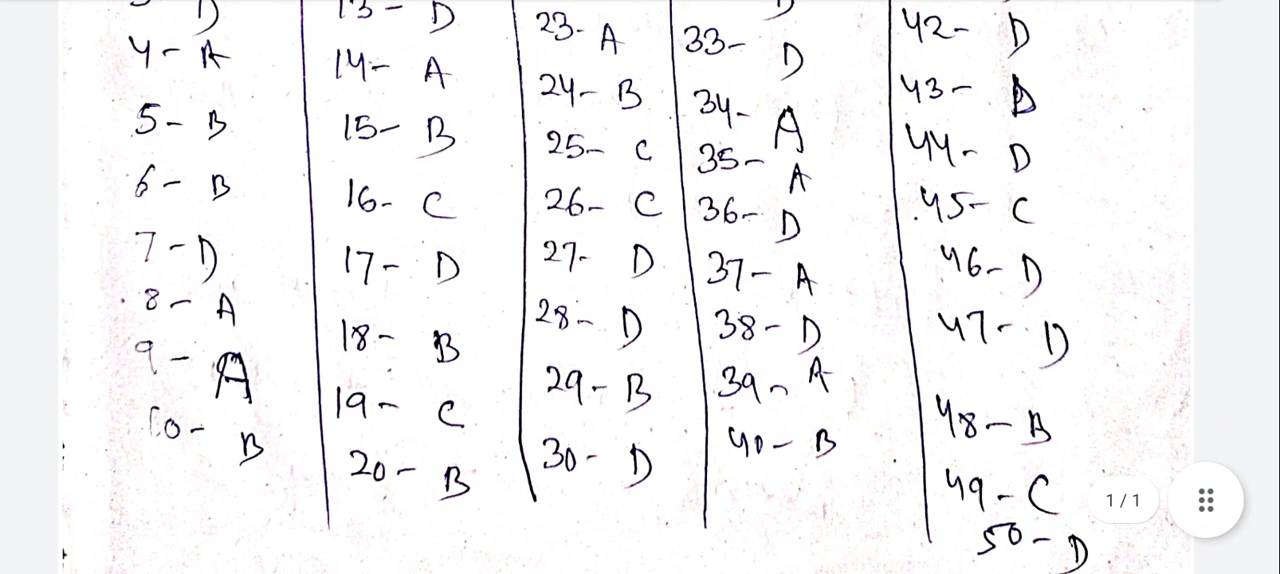 D
4- A
5- B
6- B
7- D
8- A
9- A
10- B
13- D
14- A
15- B
16- C
17- D
18- B
19- C
20- B
23- A
24- B
25- C
26- C
27- D
28- D
29- B
30- D
33- D
34- A
35- A
36- D
37- A
38- D
39- A
40- B
42- D
43- D
44- D
45- C
46- D
47- D
48- B
49- C
50- D
1/1